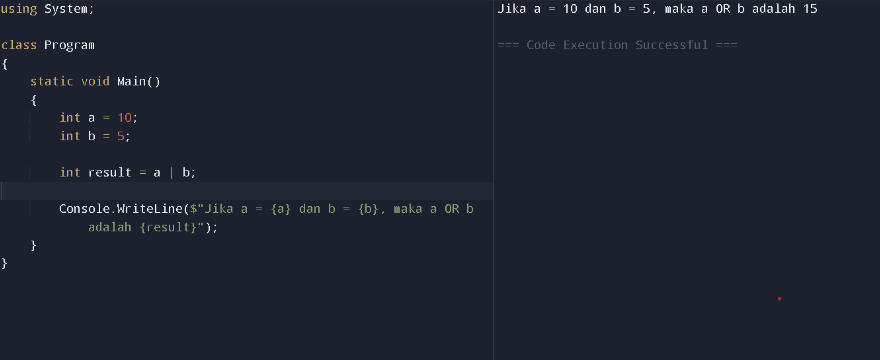 using System;
class Program
{
static void Main()
{
int a = 10;
int b = 5;
int result = a | b;
Console.WriteLine($"Jika a = {a} dan b = {b}, maka a OR b
adalah {result}");
}
}
Jika a = 10 dan b = 5, maka a OR b adalah 15
=== Code Execution Successful ===